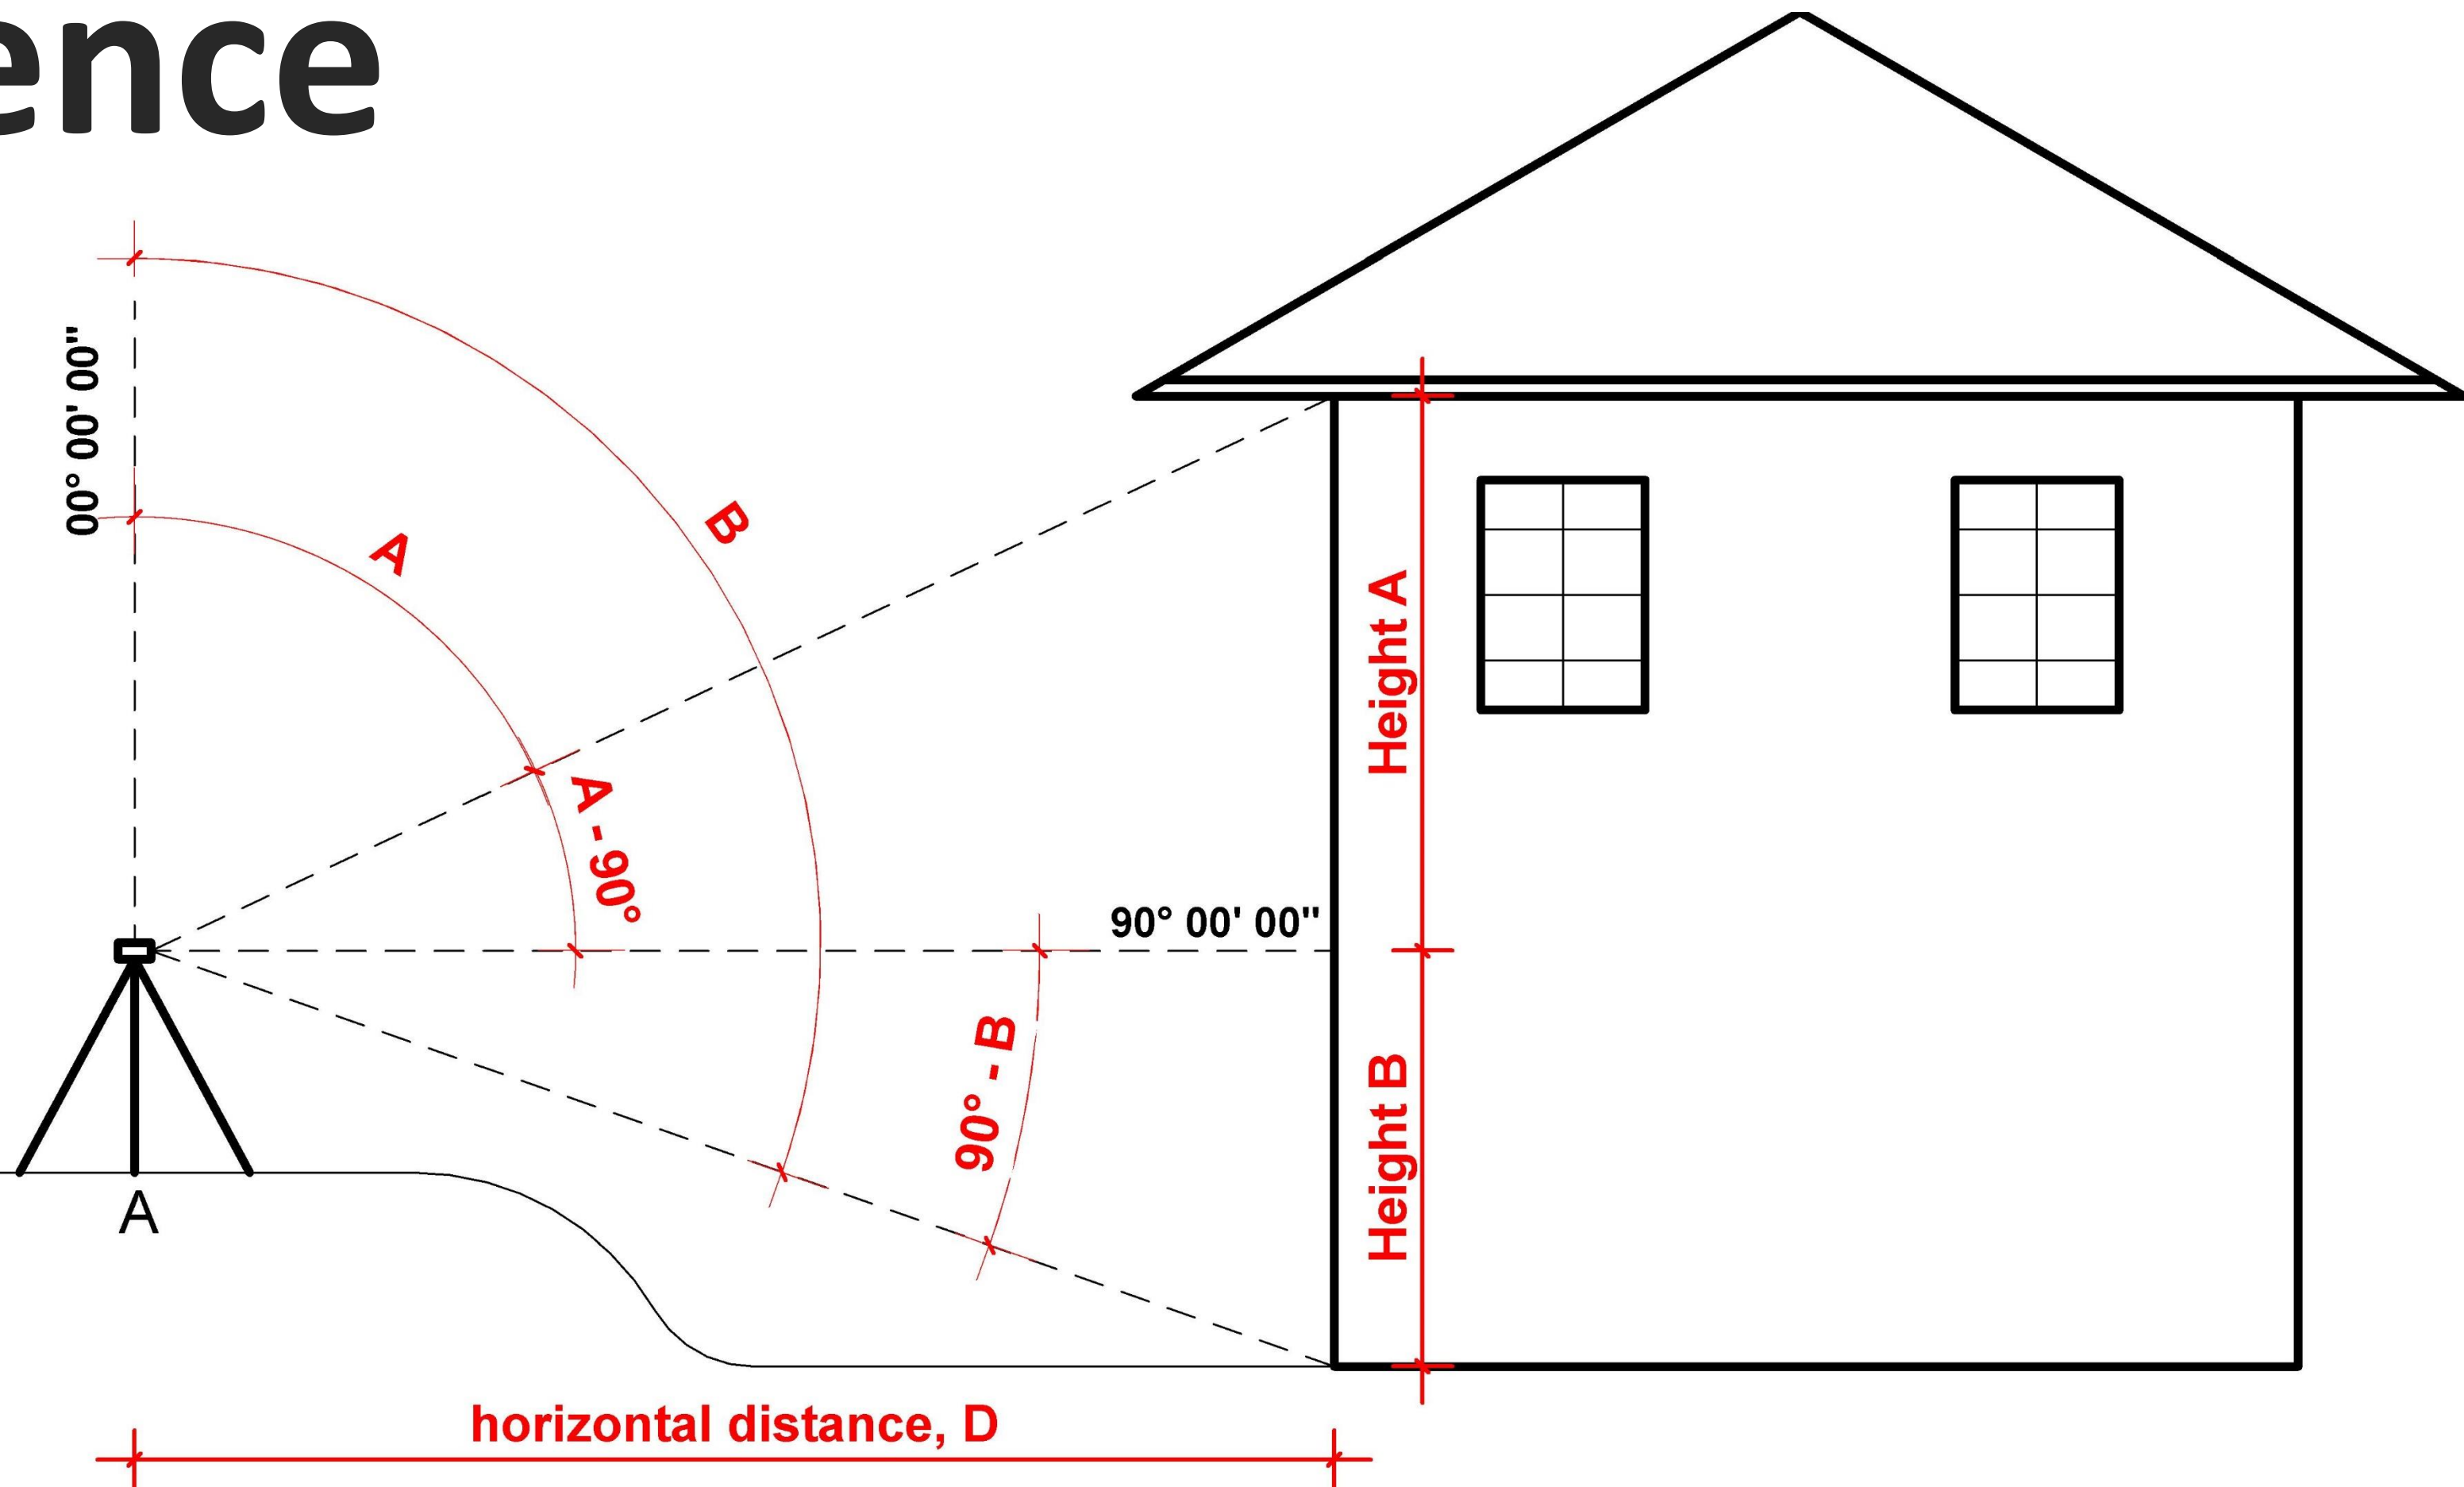 ence
00° 00' 00"
A
B
A - 90°
90° 00' 00"
Height A
90° - B
Height B
A
horizontal distance, D